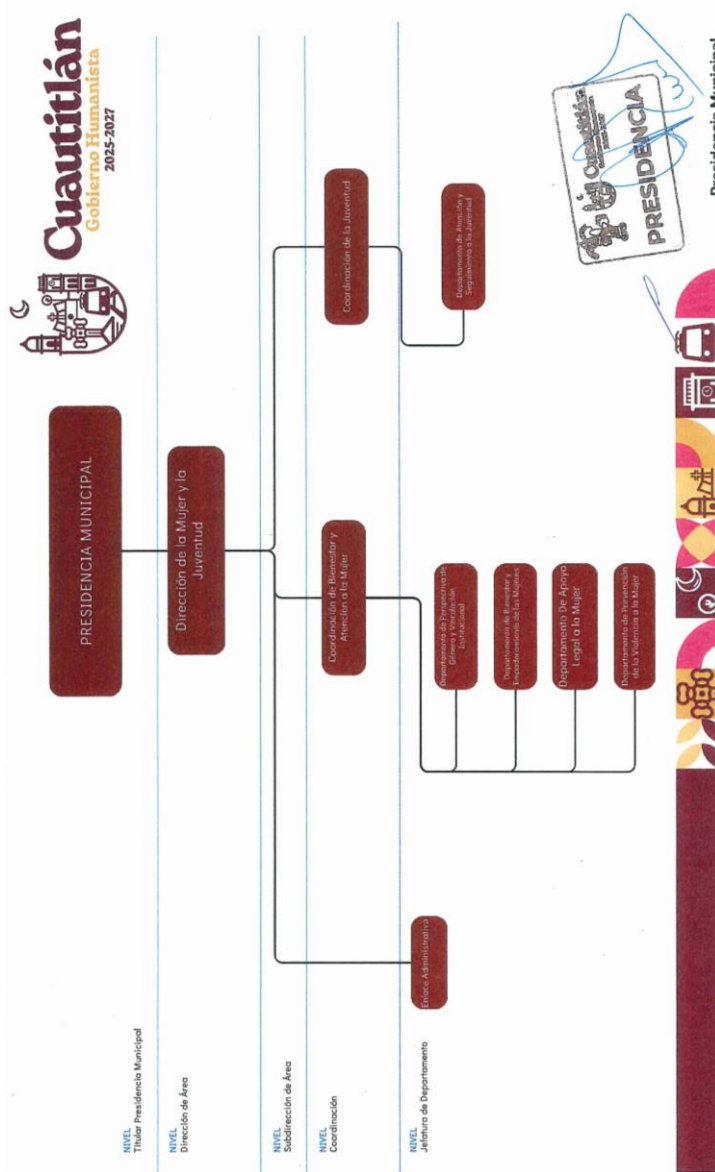 Cuautitlán
Gobierno Humanista
2025-2027
NIVEL
Titular Presidencia Municipal
PRESIDENCIA MUNICIPAL
NIVEL
Dirección de Área
Dirección de la Mujer y la
Juventud
NIVEL
Subdirección de Área
NIVEL
Coordinación
Coordinación de Bienestar y
Atención a la Mujer
Coordinación de la Juventud
NIVEL
Jefatura de Departamento
Enlace Administrativo
Departamento de Perspectiva de
Género y Vinculación
Institucional
Departamento de Bienestar y
Empoderamiento de las Mujeres
Departamento De Apoyo
Legal a la Mujer
Departamento de Prevención
de la Violencia a la Mujer
Departamento de Atención y
Seguimiento a la Juventud
Cuautitlán
PRESIDENCIA
Presidencia Municipal